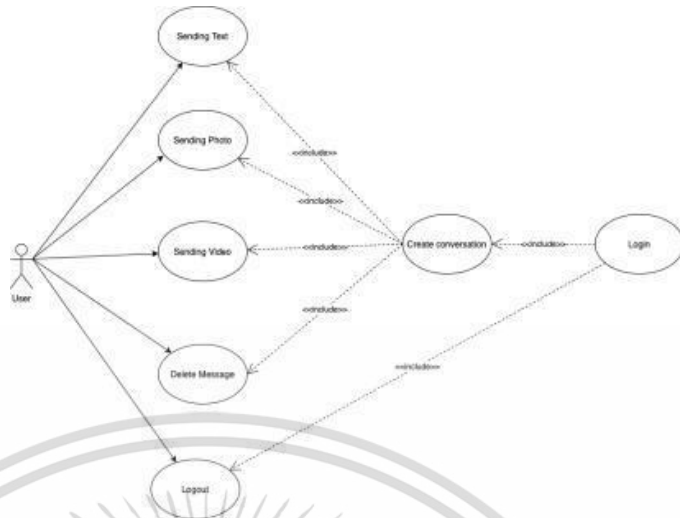 Sending Text
Sending Photo
<<include>>
<<include>>
Sending Video
<<include>>
Create conversation
<<include>>
Login
User
<<include>>
Delete Message
<<include>>
Logout